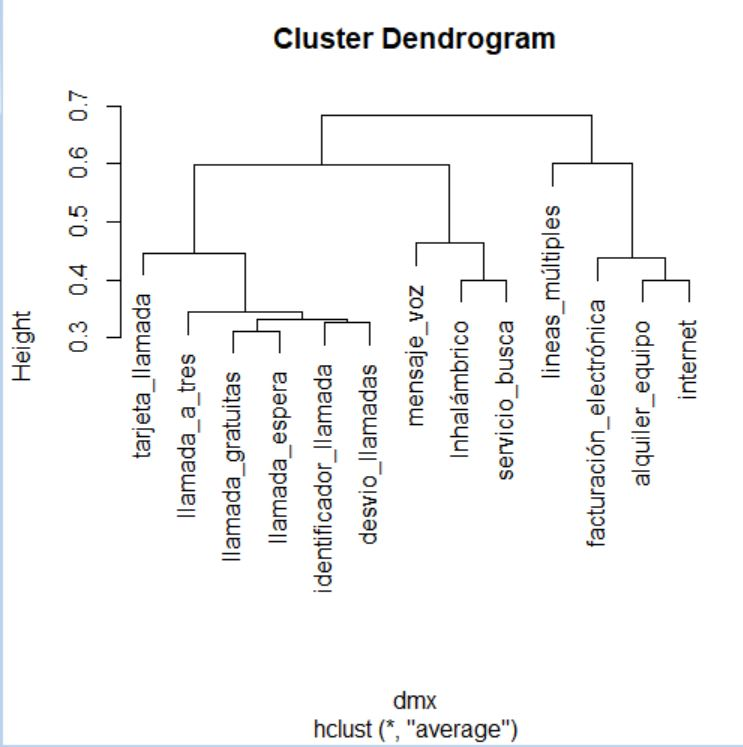 Cluster Dendrogram
Height
0.7
0.6
0.5
0.4
0.3
tarjeta_llamada
llamada_a_tres
llamada_gratuitas
llamada_espera
identificador_llamada
desvio_llamadas
mensaje_voz
Inhalámbrico
servicio_busca
lineas_múltiples
facturación_electrónica
alquiler_equipo
internet
dmx
hclust (*, "average")